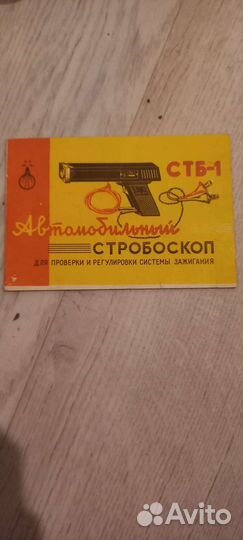 СТБ-1
Автомобильный
СТРОБОСКОП
ДЛЯ ПРОВЕРКИ И РЕГУЛИРОВКИ СИСТЕМЫ ЗАЖИГАНИЯ
Avito